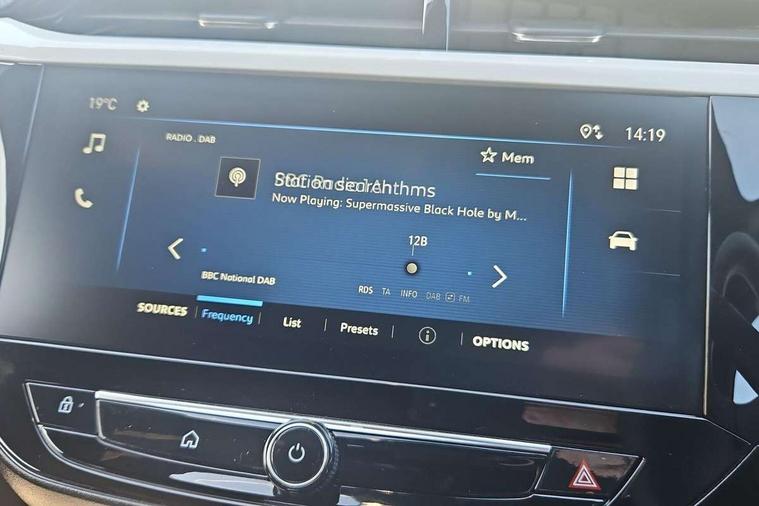 19°C
14:19
RADIO . DAB
Mem
Now Playing: Supermassive Black Hole by M...
12B
BBC National DAB
RDS TA INFO DAB FM
SOURCES Frequency List Presets OPTIONS